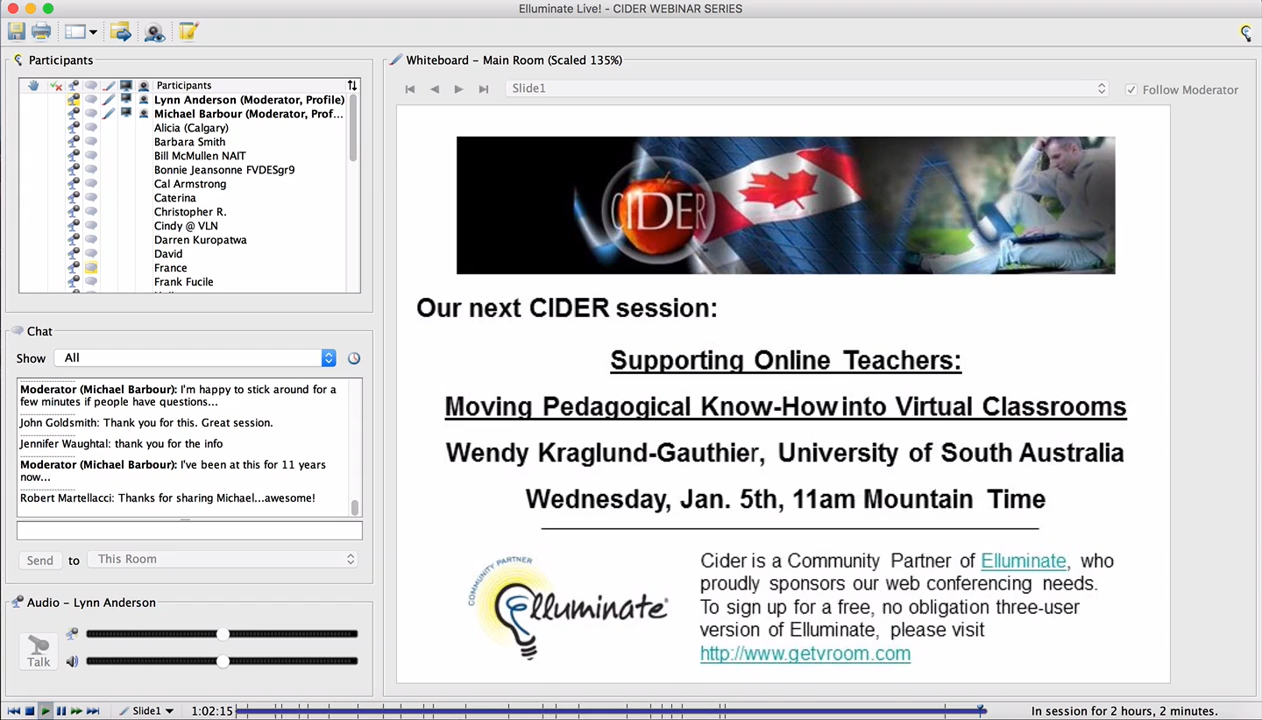 Elluminate Live! - CIDER WEBINAR SERIES
Participants
Participants
Lynn Anderson (Moderator, Profile)
Michael Barbour (Moderator, Prof...
Alicia (Calgary)
Barbara Smith
Bill McMullen NAIT
Bonnie Jeansonne FVDESgr9
Cal Armstrong
Caterina
Christopher R.
Cindy @ VLN
Darren Kuropatwa
David
France
Frank Fucile
Chat
Show All
Moderator (Michael Barbour): I'm happy to stick around for a
few minutes if people have questions...
John Goldsmith: Thank you for this. Great session.
Jennifer Waughtal: thank you for the info
Moderator (Michael Barbour): I've been at this for 11 years
now...
Robert Martellacci: Thanks for sharing Michael...awesome!
Send to This Room
Audio – Lynn Anderson
Talk
Whiteboard – Main Room (Scaled 135%)
Slide1
Follow Moderator
CIDER
Our next CIDER session:
Supporting Online Teachers:
Moving Pedagogical Know-How into Virtual Classrooms
Wendy Kraglund-Gauthier, University of South Australia
Wednesday, Jan. 5th, 11am Mountain Time
COMMUNITY PARTNER
Elluminate®
Cider is a Community Partner of Elluminate, who
proudly sponsors our web conferencing needs.
To sign up for a free, no obligation three-user
version of Elluminate, please visit
http://www.getvroom.com
Slide1 1:02:15
In session for 2 hours, 2 minutes.